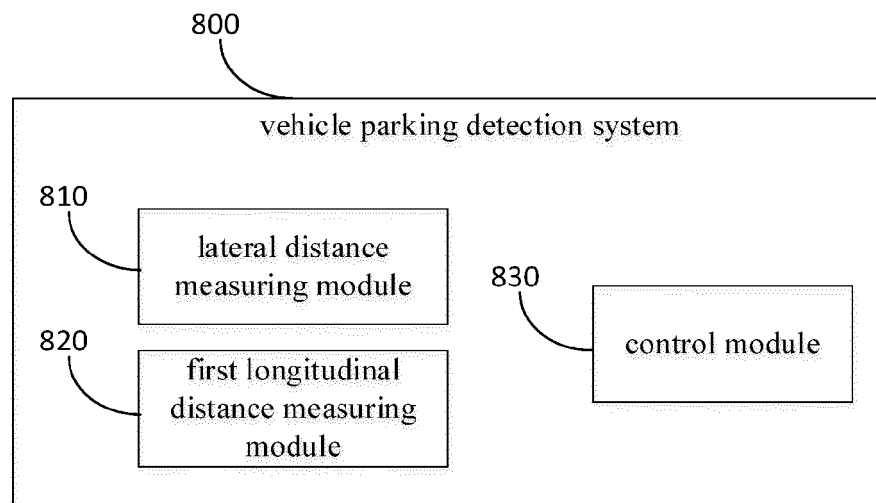 800
vehicle parking detection system
810
lateral distance
measuring module
830
control module
820
first longitudinal
distance measuring
module